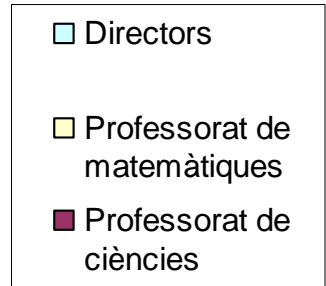 Directors
Professorat de
matemàtiques
Professorat de
ciències